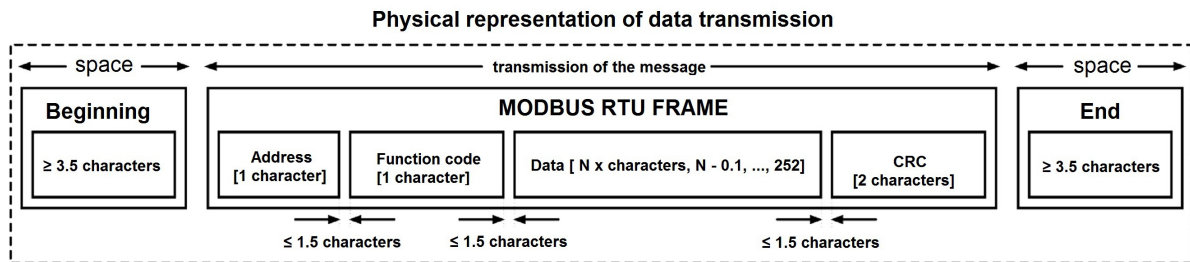 Physical representation of data transmission
space
transmission of the message
space
Beginning
MODBUS RTU FRAME
End
≥ 3.5 characters
Address
[1 character]
Function code
[1 character]
Data [ N x characters, N - 0.1, ..., 252]
CRC
[2 characters]
≥ 3.5 characters
≤ 1.5 characters
≤ 1.5 characters
≤ 1.5 characters